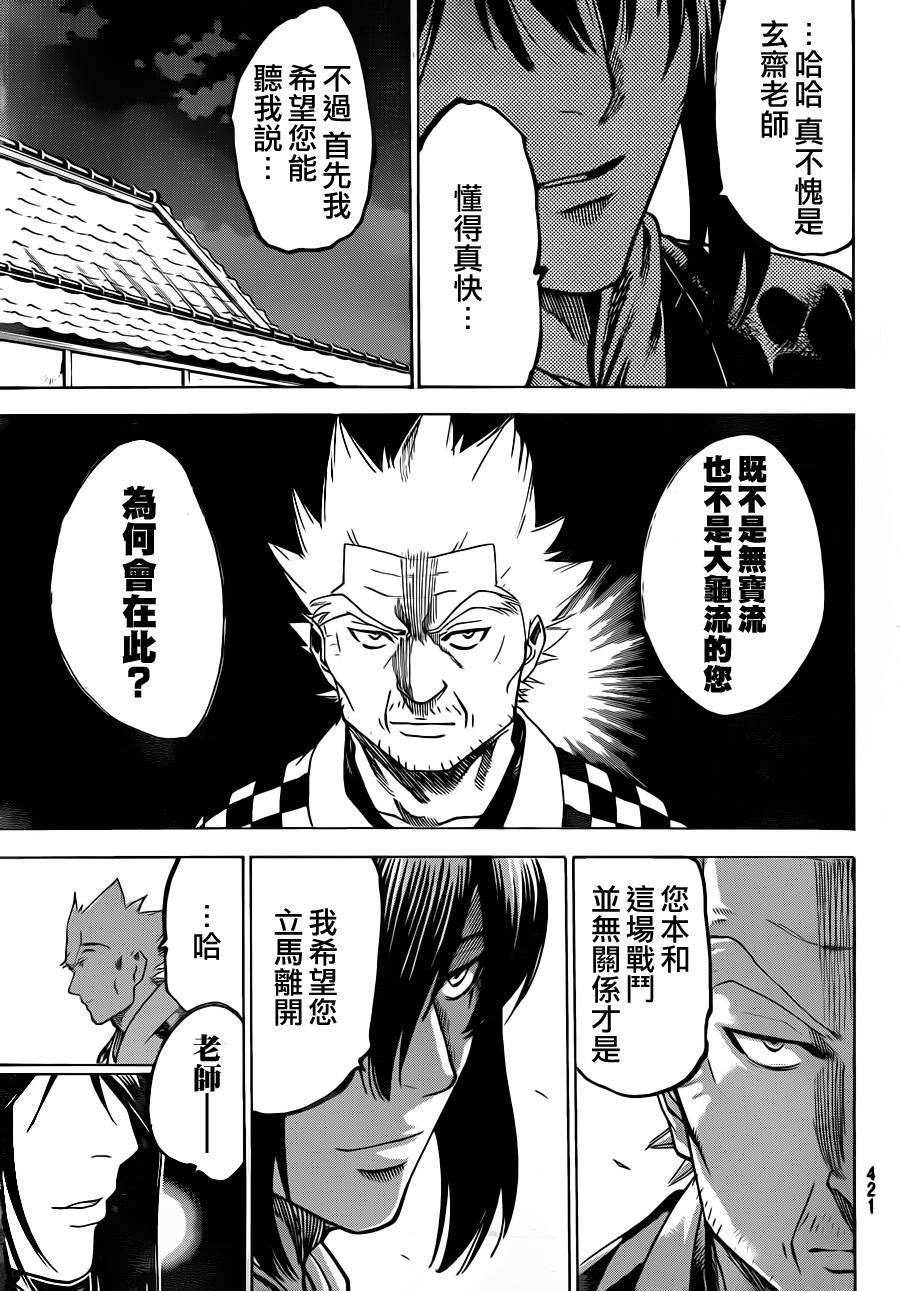 …哈哈 真不愧是
玄齋老師
懂得真快…
不過 首先我
希望您能
聽我説…
既不是無寶流
也不是大龜流的您
為何會在此？
您本和
這場戰鬥
並無關係才是
我希望您
立馬離開
…哈
老師——
421